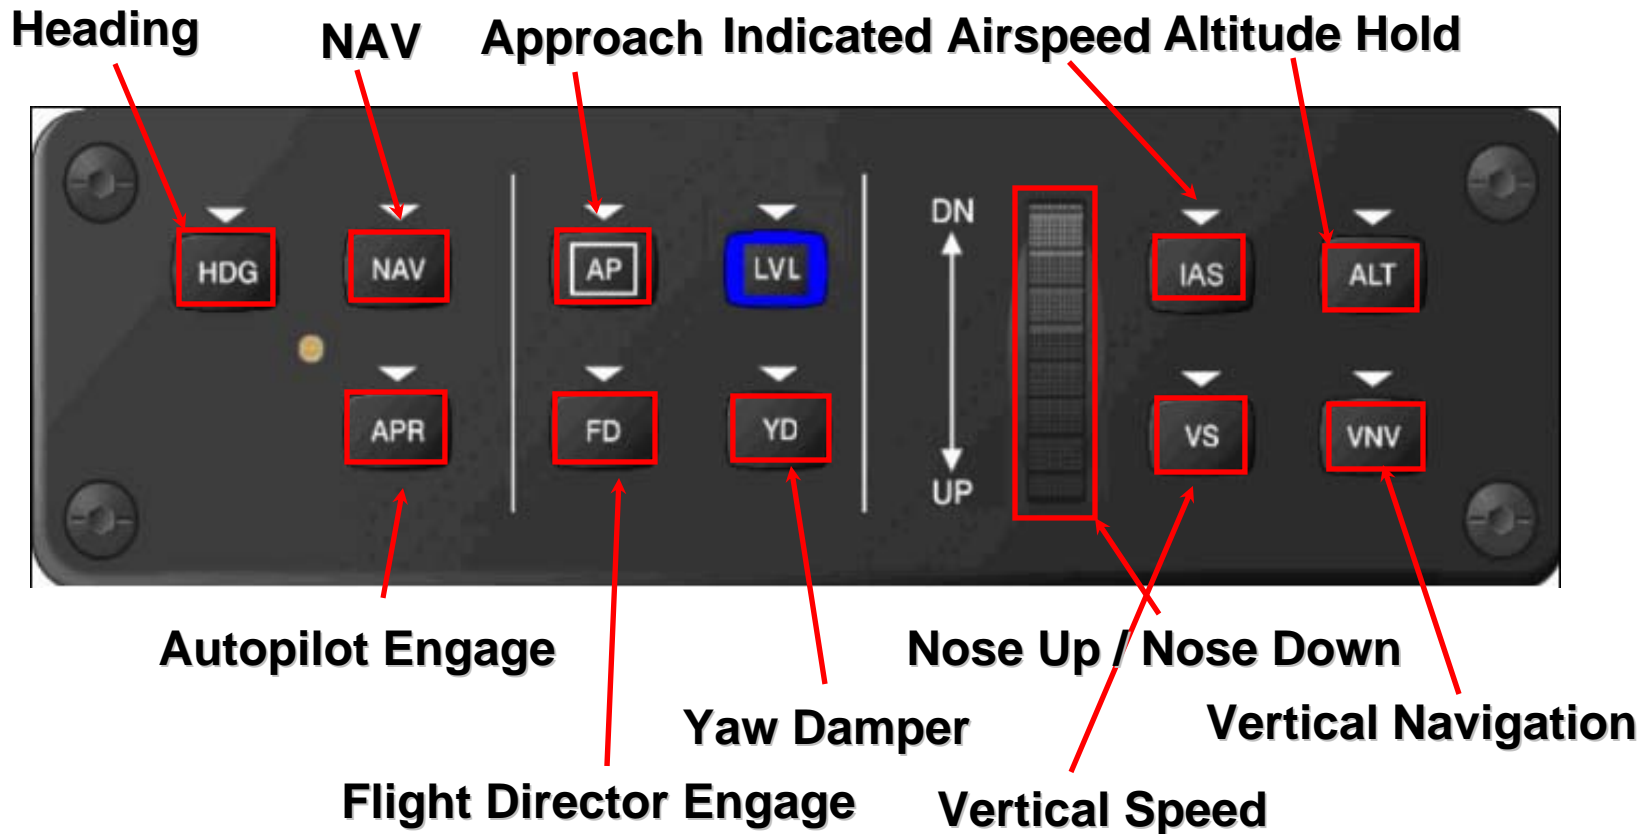 Heading
NAV
Approach
Indicated Airspeed
Altitude Hold
HDG
NAV
AP
LVL
DN
IAS
ALT
APR
FD
YD
UP
VS
VNV
Autopilot Engage
Nose Up / Nose Down
Yaw Damper
Vertical Navigation
Flight Director Engage
Vertical Speed